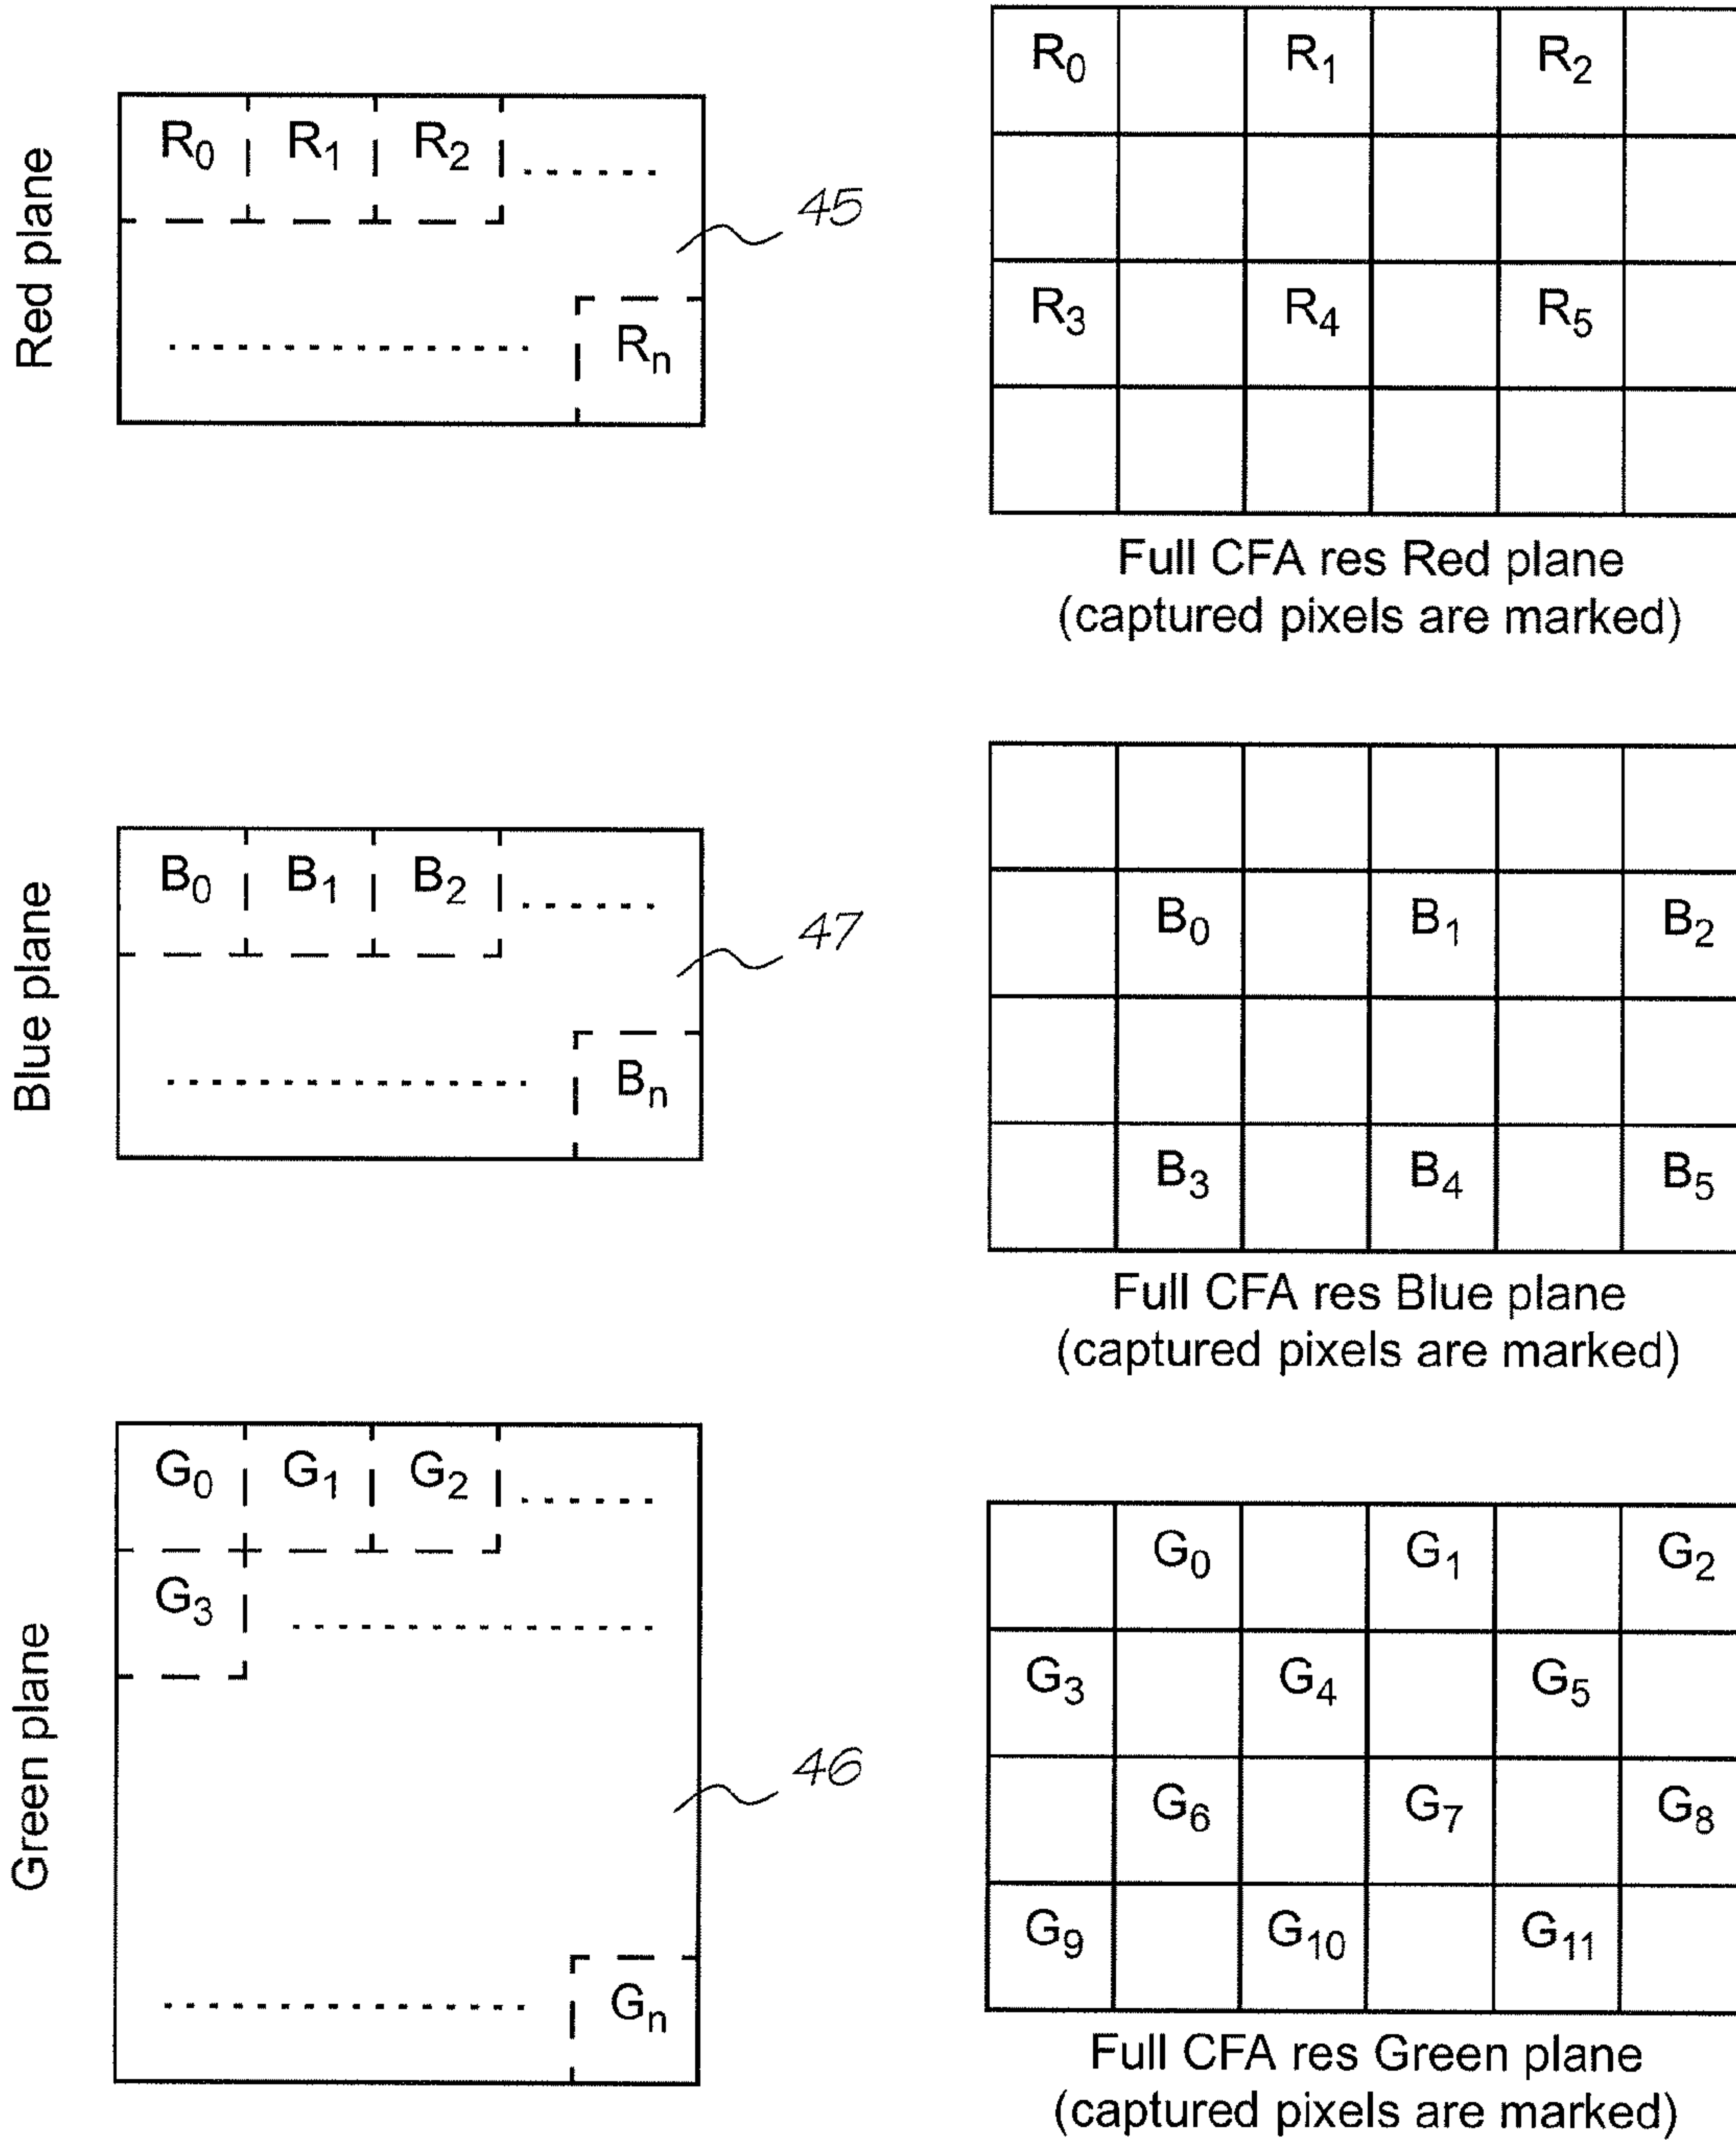 Red plane
R0 R1 R2 ..........
45
.................... Rn
R0 R1 R2
R3 R4 R5
Full CFA res Red plane
(captured pixels are marked)
Blue plane
B0 B1 B2 ..........
47
.................... Bn
B0 B1 B2
B3 B4 B5
Full CFA res Blue plane
(captured pixels are marked)
Green plane
G0 G1 G2 ..........
G3 ....................
46
.................... Gn
G0 G1 G2
G3 G4 G5
G6 G7 G8
G9 G10 G11
Full CFA res Green plane
(captured pixels are marked)